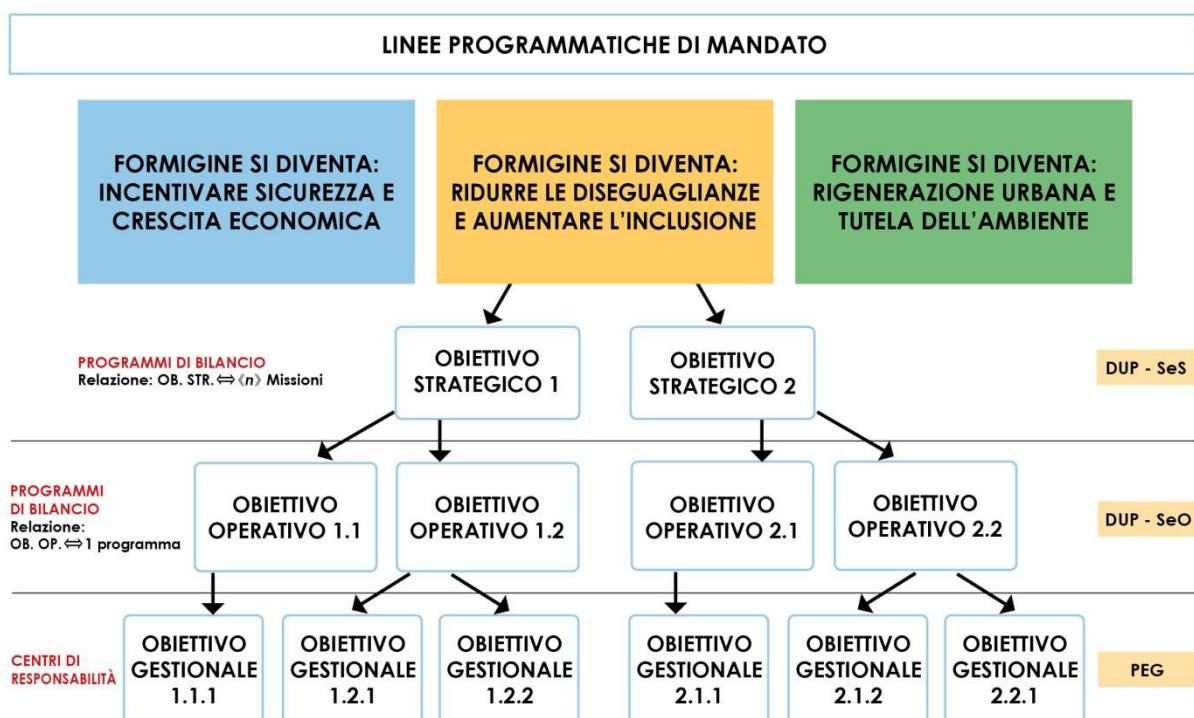 LINEE PROGRAMMATICHE DI MANDATO
FORMIGINE SI DIVENTA:
INCENTIVARE SICUREZZA E
CRESCITA ECONOMICA
FORMIGINE SI DIVENTA:
RIDURRE LE DISEGUAGLIANZE
E AUMENTARE L'INCLUSIONE
FORMIGINE SI DIVENTA:
RIGENERAZIONE URBANA E
TUTELA DELL'AMBIENTE
PROGRAMMI DI BILANCIO
Relazione: OB. STR. ⇔ «n» Missioni
OBIETTIVO
STRATEGICO 1
OBIETTIVO
STRATEGICO 2
DUP - SeS
PROGRAMMI
DI BILANCIO
Relazione:
OB. OP. ⇔ 1 programma
OBIETTIVO
OPERATIVO 1.1
OBIETTIVO
OPERATIVO 1.2
OBIETTIVO
OPERATIVO 2.1
OBIETTIVO
OPERATIVO 2.2
DUP - SeO
CENTRI DI
RESPONSABILITÀ
OBIETTIVO
GESTIONALE
1.1.1
OBIETTIVO
GESTIONALE
1.2.1
OBIETTIVO
GESTIONALE
1.2.2
OBIETTIVO
GESTIONALE
2.1.1
OBIETTIVO
GESTIONALE
2.1.2
OBIETTIVO
GESTIONALE
2.2.1
PEG